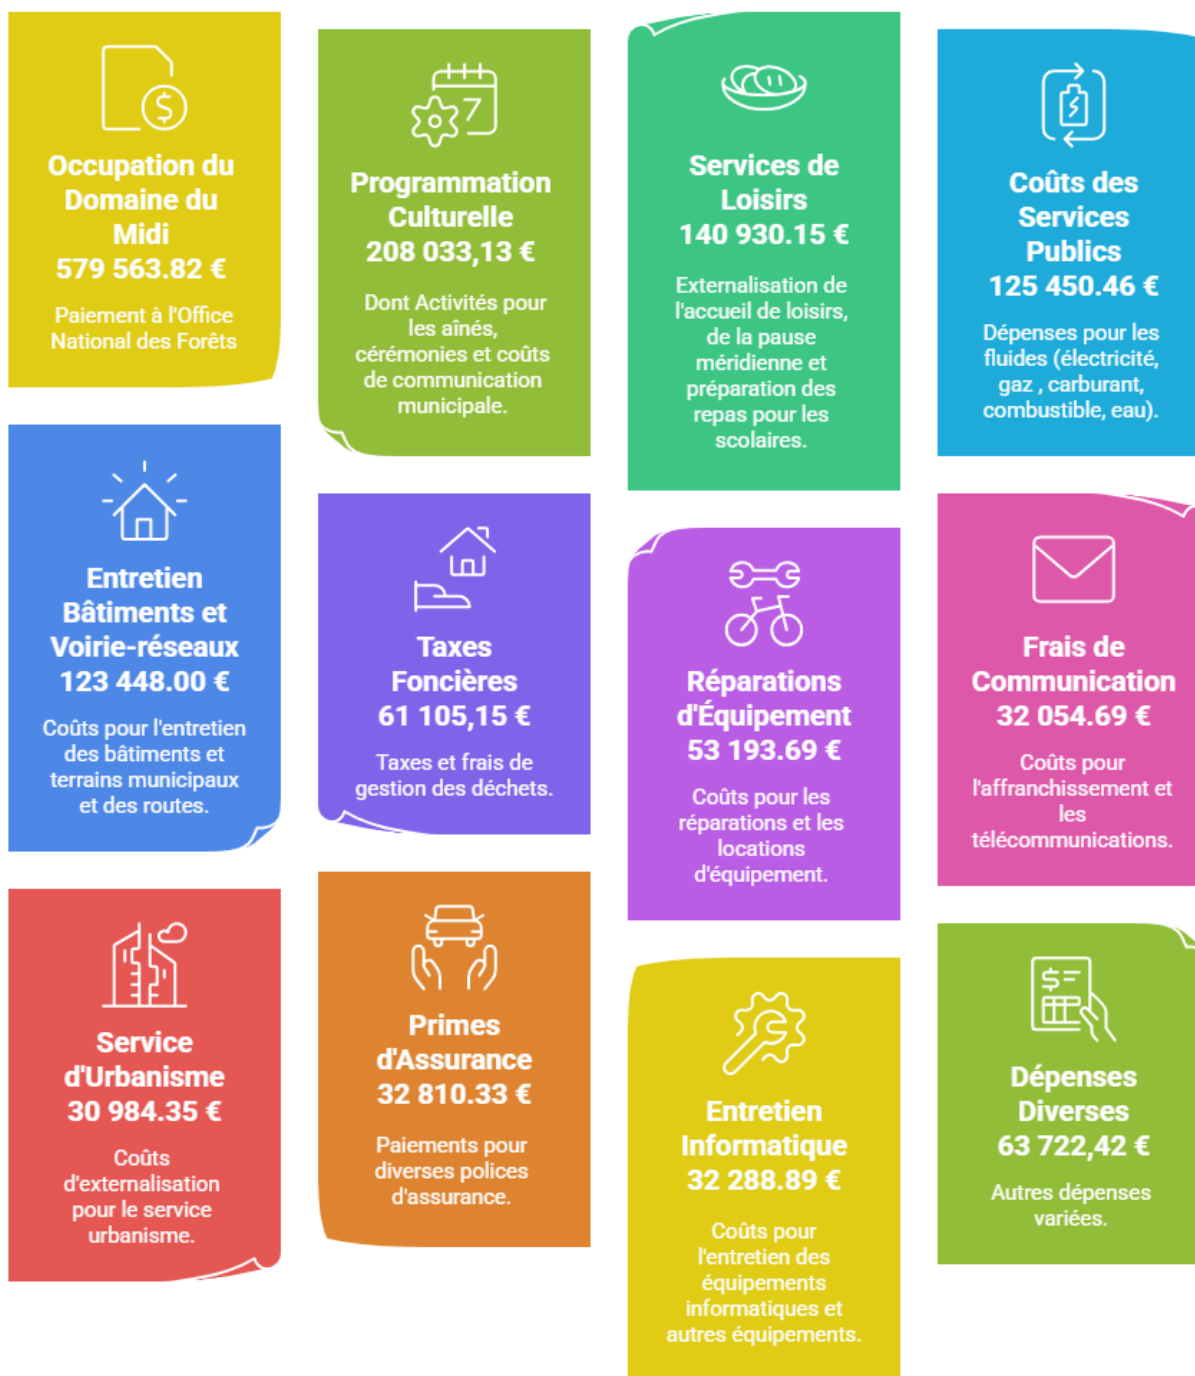 Occupation du
Domaine du
Midi
579 563.82 €
Paiement à l'Office
National des Forêts
7
Programmation
Culturelle
208 033,13 €
Dont Activités pour
les aînés,
cérémonies et coûts
de communication
municipale.
Services de
Loisirs
140 930.15 €
Externalisation de
l'accueil de loisirs,
de la pause
méridienne et
préparation des
repas pour les
scolaires.
Coûts des
Services
Publics
125 450.46 €
Dépenses pour les
fluides (électricité,
gaz , carburant,
combustible, eau).
Entretien
Bâtiments et
Voirie-réseaux
123 448.00 €
Coûts pour l'entretien
des bâtiments et
terrains municipaux
et des routes.
Taxes
Foncières
61 105,15 €
Taxes et frais de
gestion des déchets.
Réparations
d'Équipement
53 193.69 €
Coûts pour les
réparations et les
locations
d'équipement.
Frais de
Communication
32 054.69 €
Coûts pour
l'affranchissement et
les
télécommunications.
Service
d'Urbanisme
30 984.35 €
Coûts
d'externalisation
pour le service
urbanisme.
Primes
d'Assurance
32 810.33 €
Paiements pour
diverses polices
d'assurance.
Entretien
Informatique
32 288.89 €
Coûts pour
l'entretien des
équipements
informatiques et
autres équipements.
Dépenses
Diverses
63 722,42 €
Autres dépenses
variées.